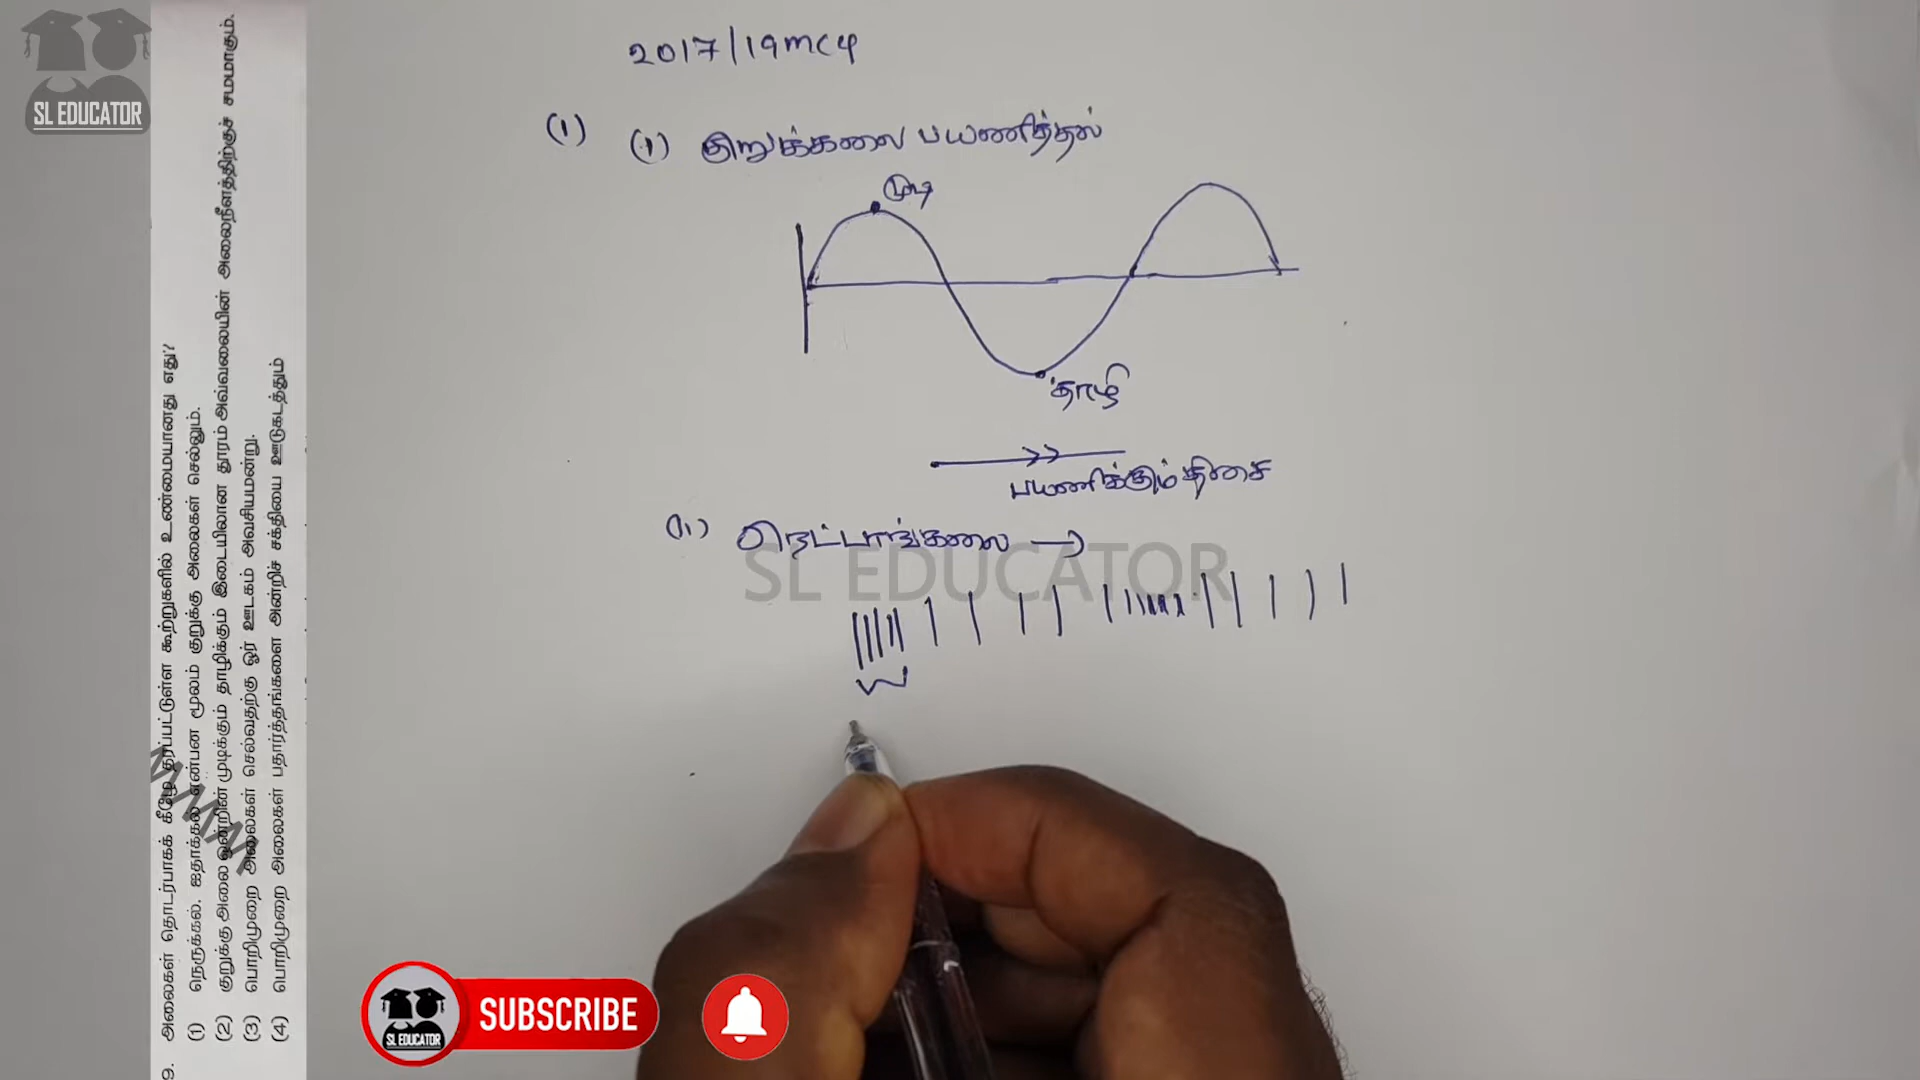 SL EDUCATOR
9. அலைகள் தொடர்பாகக் கீழே தரப்பட்டுள்ள கூற்றுகளில் உண்மையானது எது?
(1) நெருக்கல். ஐதாக்கல் என்பன மூலம் குறுக்கு அலைகள் செல்லும்.
(2) குறுக்கு அலை ஒன்றின் முடிக்கும் தாழிக்கும் இடையிலான தூரம் அவ்வலையின் அலைநீளத்திற்குச் சமமாகும்.
(3) பொறிமுறை அலைகள் செல்வதற்கு ஓர் ஊடகம் அவசியமன்று.
(4) பொறிமுறை அலைகள் பதார்த்தங்களை அன்றிச் சக்தியை ஊடுகடத்தும்
2017/19mcq
(1) (1) குறுக்கலை பயணித்தல்
முடி
தாழி
பயணிக்கும் திசை
(11) நெட்டாங்கலை
SL EDUCATOR
SL EDUCATOR
SUBSCRIBE